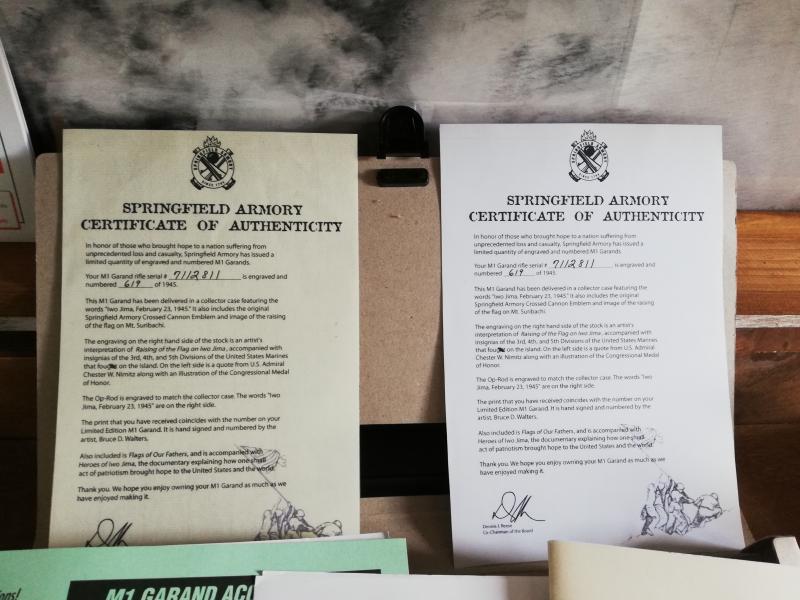 SPRINGFIELD ARMORY
CERTIFICATE OF AUTHENTICITY
In honor of those who brought hope to a nation suffering from
unprecedented loss and casualty, Springfield Armory has issued a
limited quantity of engraved and numbered M1 Garands.
Your M1 Garand rifle serial # 7112811 is engraved and
numbered 619 of 1945.
This M1 Garand has been delivered in a collector case featuring the
words "Iwo Jima, February 23, 1945." It also includes the original
Springfield Armory Crossed Cannon Emblem and image of the raising
of the flag on Mt. Suribachi.
The engraving on the right hand side of the stock is an artist's
interpretation of Raising of the Flag on Iwo Jima, accompanied with
insignias of the 3rd, 4th, and 5th Divisions of the United States Marines
that fought on the island. On the left side is a quote from U.S. Admiral
Chester W. Nimitz along with an illustration of the Congressional Medal
of Honor.
The Op-Rod is engraved to match the collector case. The words "Iwo
Jima, February 23, 1945" are on the right side.
The print that you have received coincides with the number on your
Limited Edition M1 Garand. It is hand signed and numbered by the
artist, Bruce D. Walters.
Also included is Flags of Our Fathers, and is accompanied with
Heroes of Iwo Jima, the documentary explaining how one small
act of patriotism brought hope to the United States and the world.
Thank you. We hope you enjoy owning your M1 Garand as much as we
have enjoyed making it.
SPRINGFIELD ARMORY
CERTIFICATE OF AUTHENTICITY
In honor of those who brought hope to a nation suffering from
unprecedented loss and casualty, Springfield Armory has issued a
limited quantity of engraved and numbered M1 Garands.
Your M1 Garand rifle serial # 7112811 is engraved and
numbered 619 of 1945.
This M1 Garand has been delivered in a collector case featuring the
words "Iwo Jima, February 23, 1945." It also includes the original
Springfield Armory Crossed Cannon Emblem and image of the raising
of the flag on Mt. Suribachi.
The engraving on the right hand side of the stock is an artist's
interpretation of Raising of the Flag on Iwo Jima, accompanied with
insignias of the 3rd, 4th, and 5th Divisions of the United States Marines
that fought on the island. On the left side is a quote from U.S. Admiral
Chester W. Nimitz along with an illustration of the Congressional Medal
of Honor.
The Op-Rod is engraved to match the collector case. The words "Iwo
Jima, February 23, 1945" are on the right side.
The print that you have received coincides with the number on your
Limited Edition M1 Garand. It is hand signed and numbered by the
artist, Bruce D. Walters.
Also included is Flags of Our Fathers, and is accompanied with
Heroes of Iwo Jima, the documentary explaining how one small
act of patriotism brought hope to the United States and the world.
Thank you. We hope you enjoy owning your M1 Garand as much as we
have enjoyed making it.
Dennis J. Reese
Co-Chairman of the Board
M1 GARAND